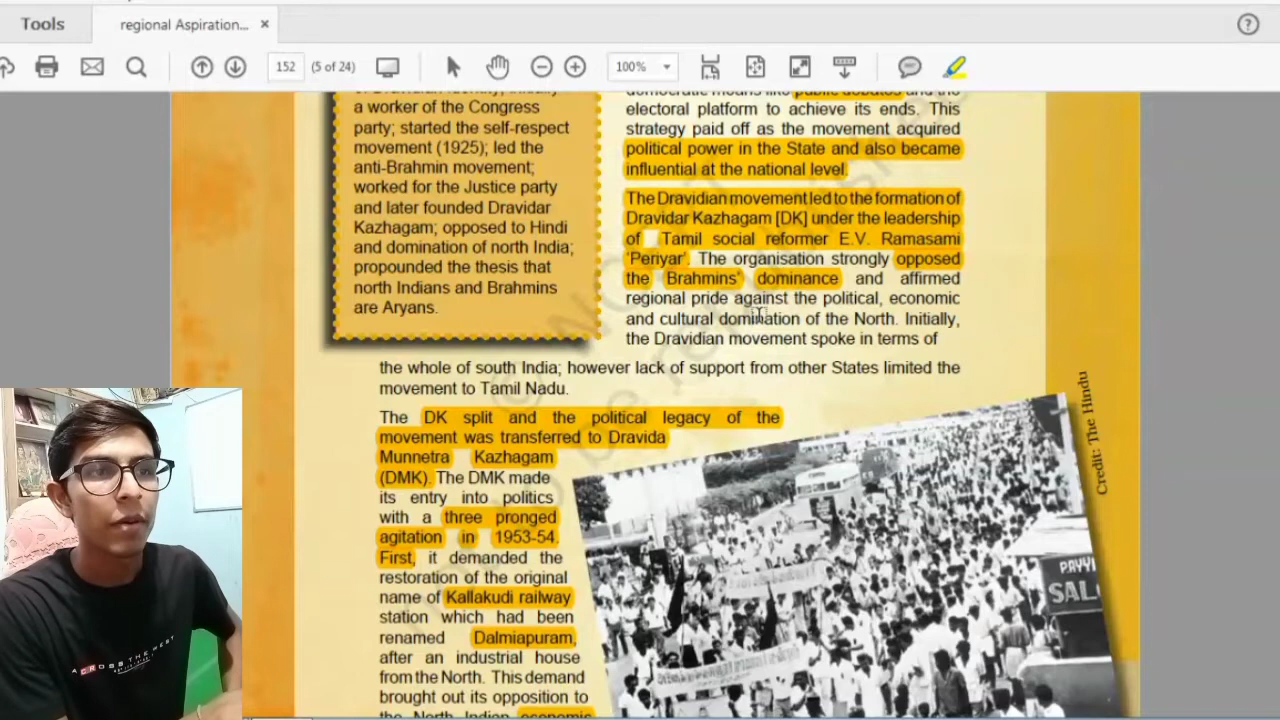 Tools
regional Aspiration... ×
152 (5 of 24)
100%
a worker of the Congress
party; started the self-respect
movement (1925); led the
anti-Brahmin movement;
worked for the Justice party
and later founded Dravidar
Kazhagam; opposed to Hindi
and domination of north India;
propounded the thesis that
north Indians and Brahmins
are Aryans.
electoral platform to achieve its ends. This
strategy paid off as the movement acquired
political power in the State and also became
influential at the national level.
The Dravidian movement led to the formation of
Dravidar Kazhagam [DK] under the leadership
of Tamil social reformer E.V. Ramasami
‘Periyar’. The organisation strongly opposed
the Brahmins’ dominance and affirmed
regional pride against the political, economic
and cultural domination of the North. Initially,
the Dravidian movement spoke in terms of
the whole of south India; however lack of support from other States limited the
movement to Tamil Nadu.
The DK split and the political legacy of the
movement was transferred to Dravida
Munnetra Kazhagam
(DMK). The DMK made
its entry into politics
with a three pronged
agitation in 1953-54.
First, it demanded the
restoration of the original
name of Kallakudi railway
station which had been
renamed Dalmiapuram,
after an industrial house
from the North. This demand
brought out its opposition to
the North Indian economic
Credit: The Hindu
ACROSS THE WEST